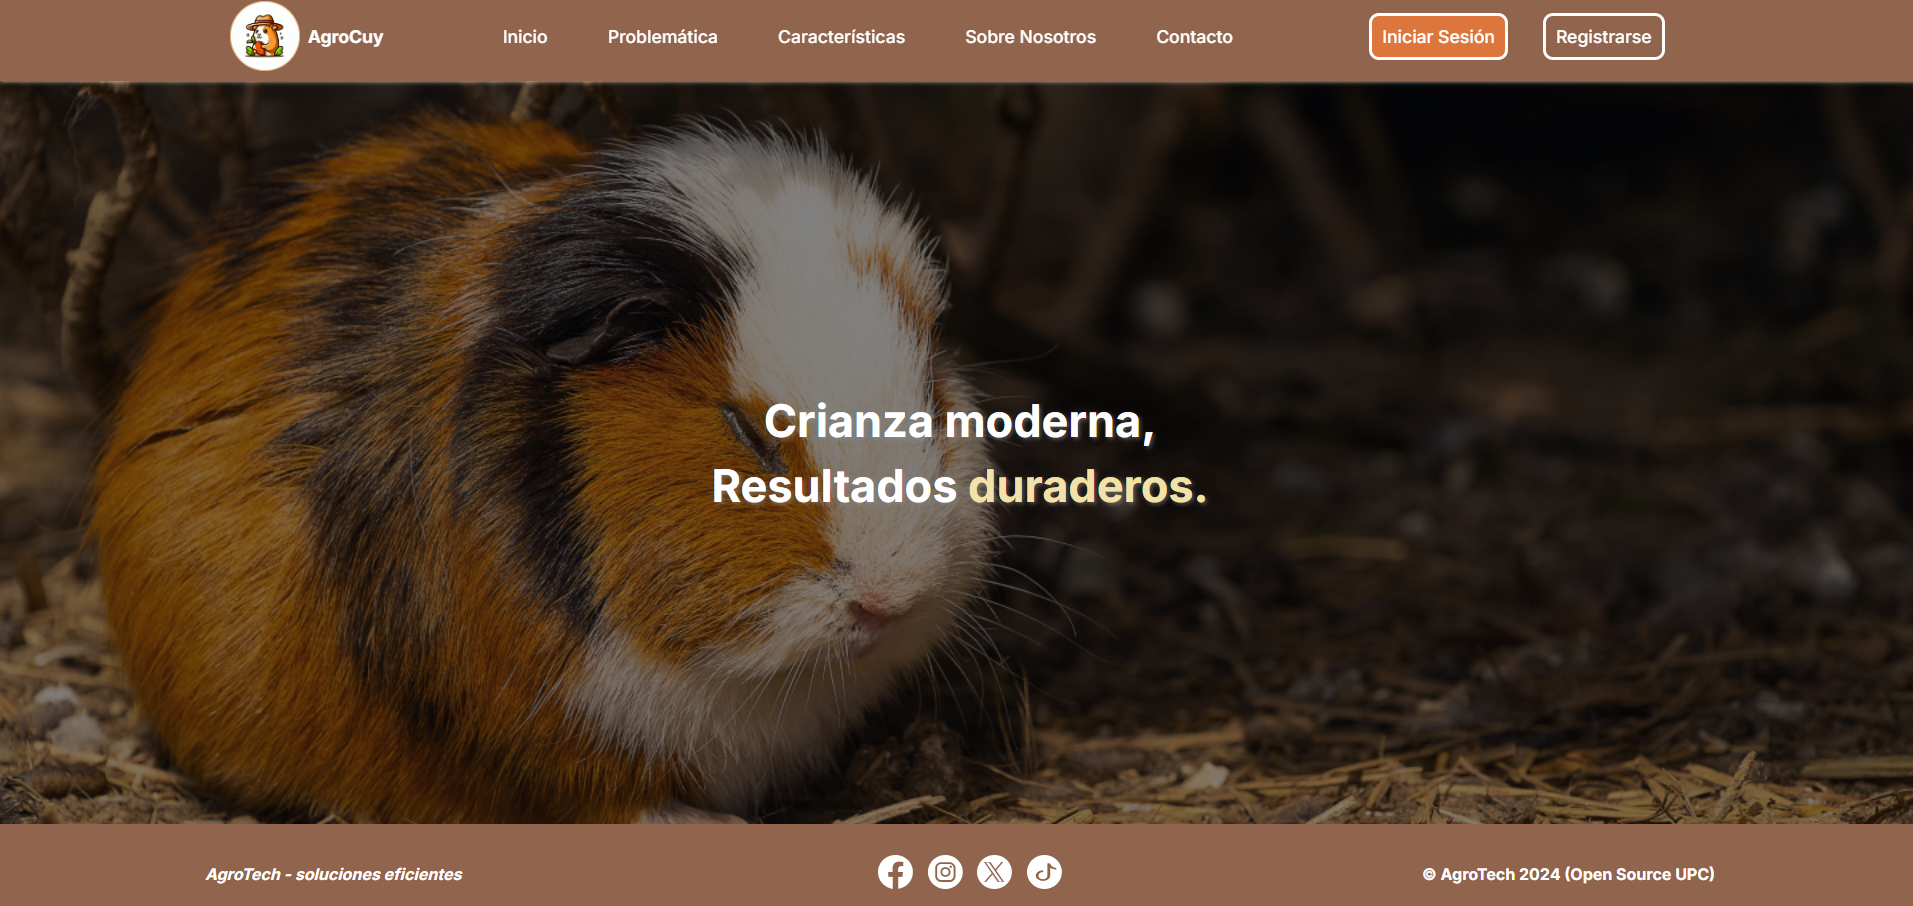 AgroCuy
Inicio
Problemática
Características
Sobre Nosotros
Contacto
Iniciar Sesión
Registrarse
Crianza moderna,
Resultados duraderos.
AgroTech - soluciones eficientes
© AgroTech 2024 (Open Source UPC)